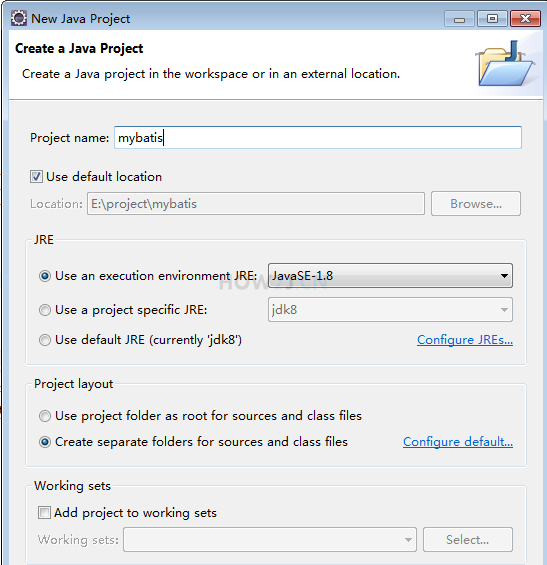 New Java Project
Create a Java Project
Create a Java project in the workspace or in an external location.
Project name: mybatis
Use default location
Location: E:\project\mybatis Browse...
JRE
Use an execution environment JRE: JavaSE-1.8
HOW2J.CN
Use a project specific JRE: jdk8
Use default JRE (currently 'jdk8') Configure JREs...
Project layout
Use project folder as root for sources and class files
Create separate folders for sources and class files Configure default...
Working sets
Add project to working sets
Working sets: Select...